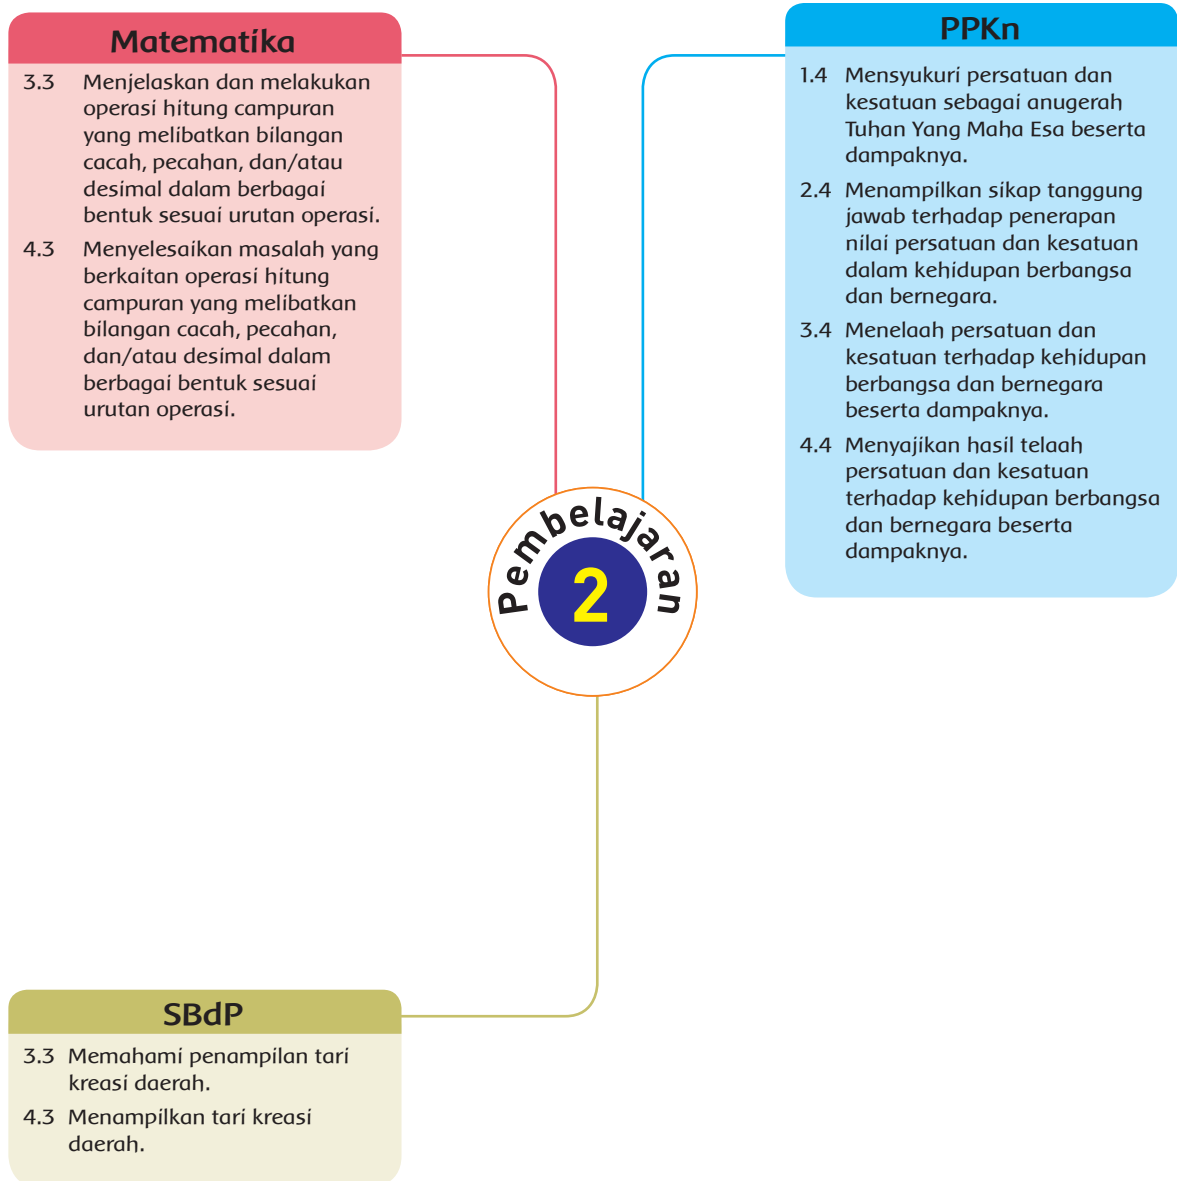 Matematika
3.3 Menjelaskan dan melakukan
operasi hitung campuran
yang melibatkan bilangan
cacah, pecahan, dan/atau
desimal dalam berbagai
bentuk sesuai urutan operasi.
4.3 Menyelesaikan masalah yang
berkaitan operasi hitung
campuran yang melibatkan
bilangan cacah, pecahan,
dan/atau desimal dalam
berbagai bentuk sesuai
urutan operasi.
PPKn
1.4 Mensyukuri persatuan dan
kesatuan sebagai anugerah
Tuhan Yang Maha Esa beserta
dampaknya.
2.4 Menampilkan sikap tanggung
jawab terhadap penerapan
nilai persatuan dan kesatuan
dalam kehidupan berbangsa
dan bernegara.
3.4 Menelaah persatuan dan
kesatuan terhadap kehidupan
berbangsa dan bernegara
beserta dampaknya.
4.4 Menyajikan hasil telaah
persatuan dan kesatuan
terhadap kehidupan berbangsa
dan bernegara beserta
dampaknya.
Pembelajaran
2
SBdP
3.3 Memahami penampilan tari
kreasi daerah.
4.3 Menampilkan tari kreasi
daerah.